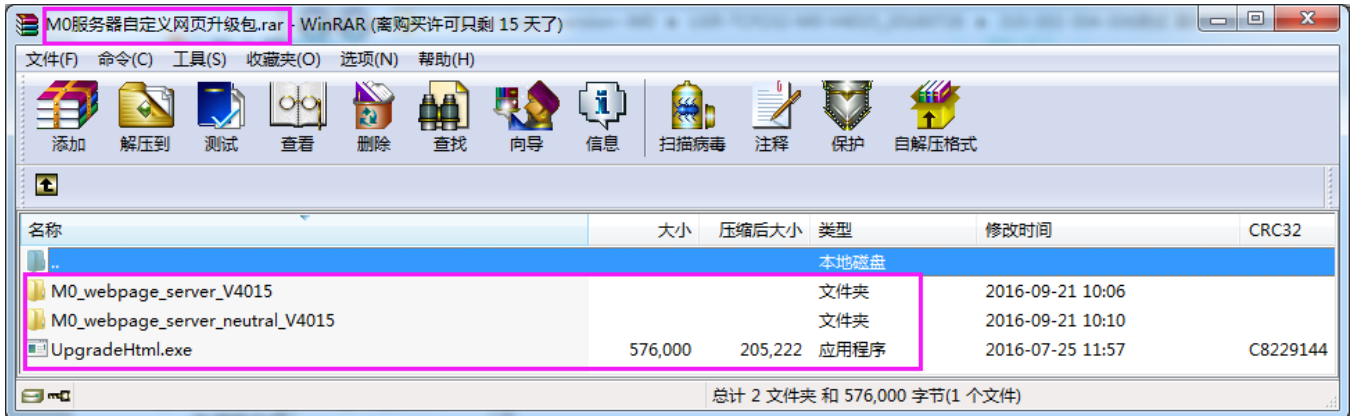 M0服务器自定义网页升级包.rar - WinRAR (离购买许可只剩 15 天了)
文件(F) 命令(C) 工具(S) 收藏夹(O) 选项(N) 帮助(H)
添加 解压到 测试 查看 删除 查找 向导 信息 扫描病毒 注释 保护 自解压格式
名称 大小 压缩后大小 类型 修改时间 CRC32
.. 本地磁盘
M0_webpage_server_V4015 文件夹 2016-09-21 10:06
M0_webpage_server_neutral_V4015 文件夹 2016-09-21 10:10
UpgradeHtml.exe 576,000 205,222 应用程序 2016-07-25 11:57 C8229144
总计 2 文件夹 和 576,000 字节(1 个文件)